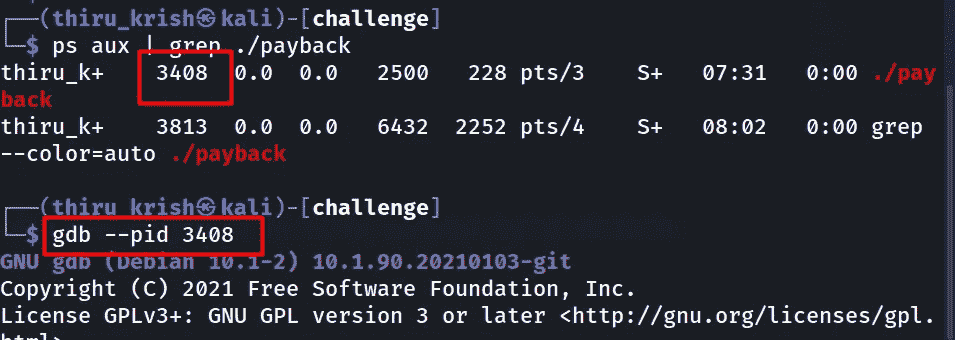 ┌──(thiru_krish㉿kali)-[challenge]
└─$ ps aux | grep ./payback
thiru_k+ 3408 0.0 0.0 2500 228 pts/3 S+ 07:31 0:00 ./pay
back
thiru_k+ 3813 0.0 0.0 6432 2252 pts/4 S+ 08:02 0:00 grep
--color=auto ./payback
┌──(thiru_krish㉿kali)-[challenge]
└─$ gdb --pid 3408
GNU gdb (Debian 10.1-2) 10.1.90.20210103-git
Copyright (C) 2021 Free Software Foundation, Inc.
License GPLv3+: GNU GPL version 3 or later <http://gnu.org/licenses/gpl.
html>